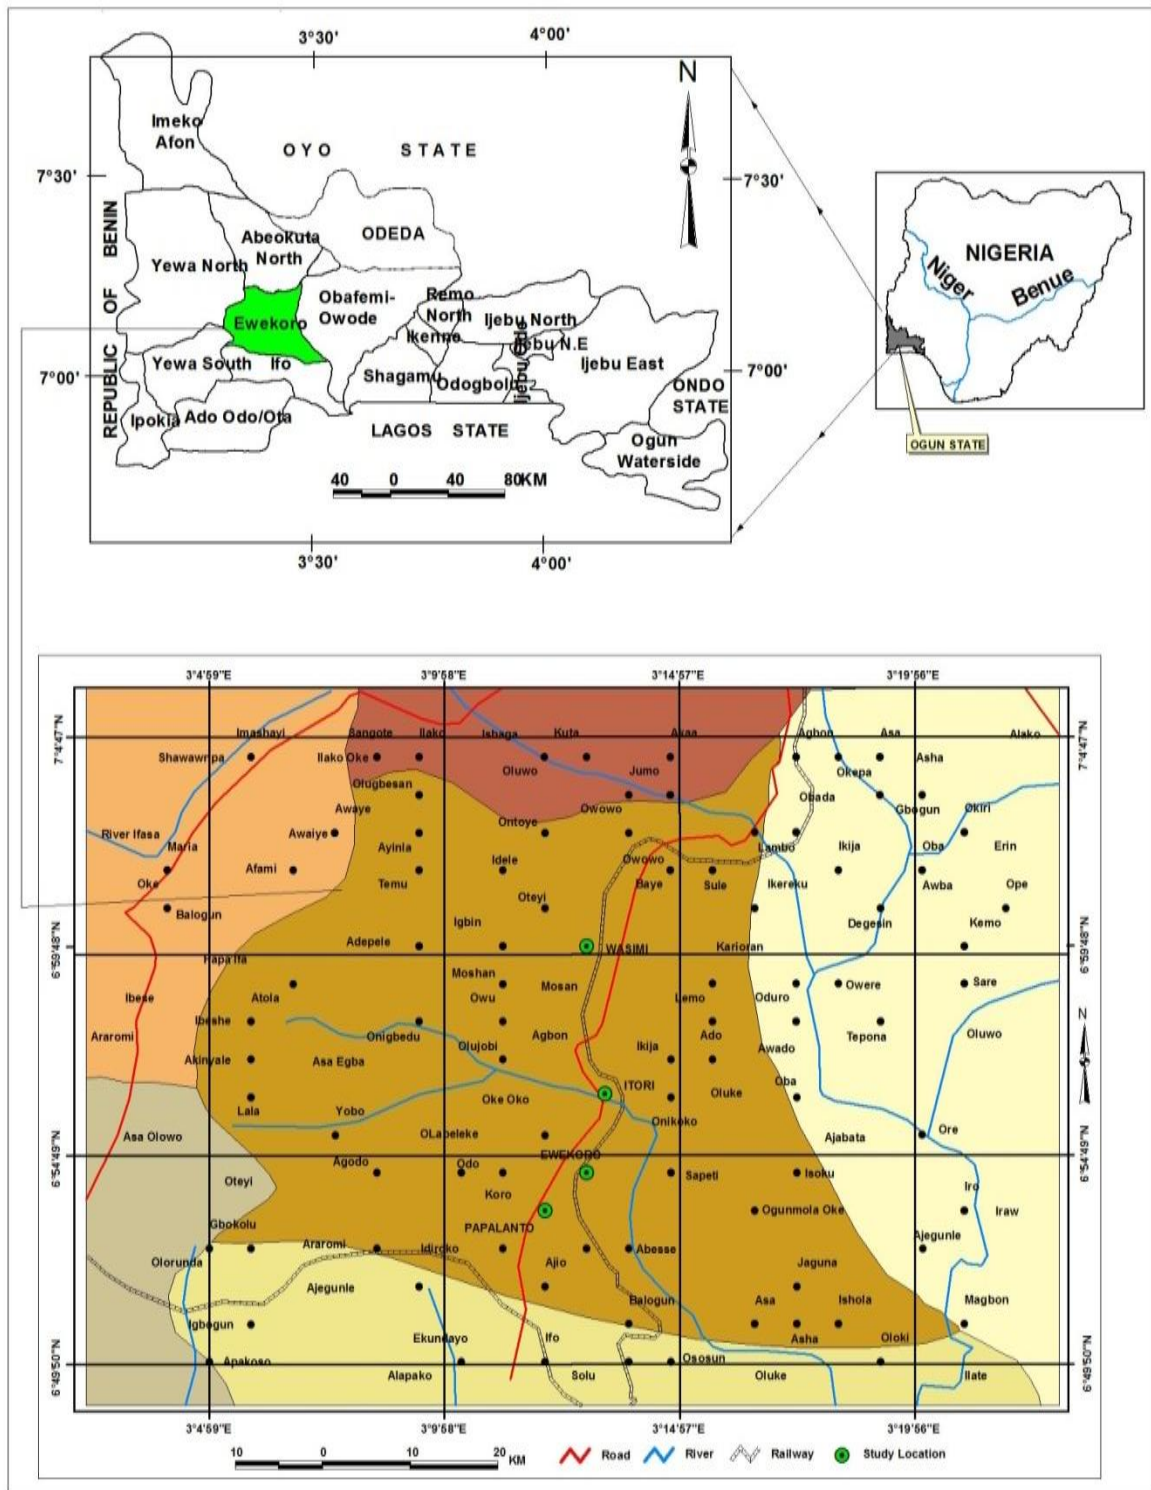 3°30'
4°00'
N
Imeko
Afon
OYO STATE
7°30'
7°30'
REPUBLIC OF BENIN
Abeokuta
North
ODEDA
Yewa North
Obafemi-
Owode
Remo
North
Ijebu North
Ewekoro
Ikenne
Ijebu Ode
Ijebu N.E
Yewa South
Ifo
Shagamu
Odogbolu
Ijebu East
7°00'
7°00'
ONDO
STATE
Ipokia
Ado Odo/Ota
LAGOS STATE
Ogun
Waterside
40 0 40 80KM
3°30'
4°00'
NIGERIA
Niger
Benue
OGUN STATE
3°4'59"E
3°9'58"E
3°14'57"E
3°19'56"E
7°4'47"N
7°4'47"N
Imashayi
Bangote
Ilako
Ishaga
Kuta
Akaa
Agbon
Asa
Alako
Shawawripa
Ilako Oke
Oluwo
Jumo
Okepa
Asha
Olugbesan
Obada
Gbogun
Okiri
Awaye
Ontoye
Owowo
River Ifasa
Maria
Awaiye
Ayinla
Lambo
Ikija
Oba
Erin
Idele
Owowo
Oke
Afami
Temu
Baye
Sule
Ikereku
Awba
Ope
Oteyi
Balogun
Igbin
Degesin
Kemo
Adepele
WASIMI
Karioran
6°59'48"N
6°59'48"N
Papa Ifa
Moshan
Mosan
Ibese
Atola
Owu
Lemo
Oduro
Owere
Sare
N
Ibeshe
Araromi
Onigbedu
Olujobi
Agbon
Ikija
Ado
Awado
Tepona
Oluwo
Akinyale
Asa Egba
ITORI
Oluke
Oba
Lala
Yobo
Oke Oko
Onikoko
Asa Olowo
OLapeleke
Ajabata
Ore
6°54'49"N
6°54'49"N
EWEKORO
Agodo
Odo
Sapeti
Isoku
Oteyi
Koro
Iro
Gbokolu
PAPALANTO
Ogunmola Oke
Iraw
Araromi
Idiroko
Abesse
Ajegunle
Olorunda
Ajio
Jaguna
Ajegunle
Balogun
Asa
Ishola
Magbon
Igbogun
Ekundayo
Ifo
Asha
Oloki
6°49'50"N
6°49'50"N
Apakoso
Alapako
Solu
Ososun
Oluke
Ilate
3°4'59"E
3°9'58"E
3°14'57"E
3°19'56"E
10 0 10 20
KM
Road
River
Railway
Study Location